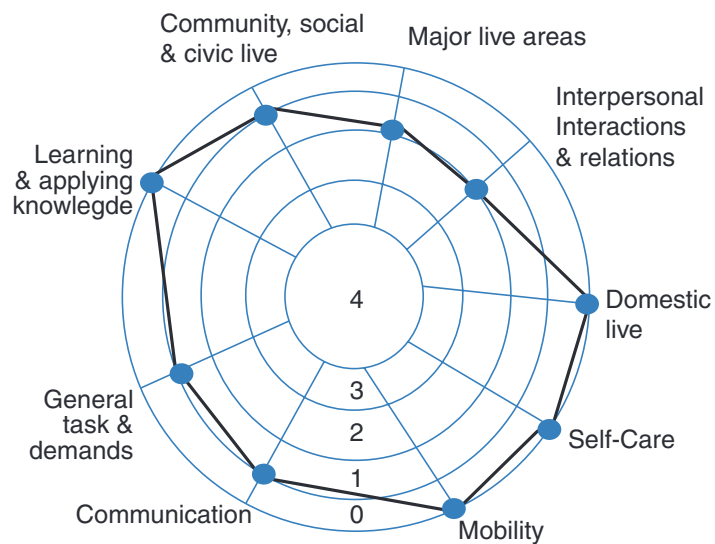 Community, social
& civic live
Major live areas
Interpersonal
Interactions
& relations
Learning
& applying
knowlegde
4
Domestic
live
3
General
task &
demands
2
Self-Care
1
Communication
0
Mobility